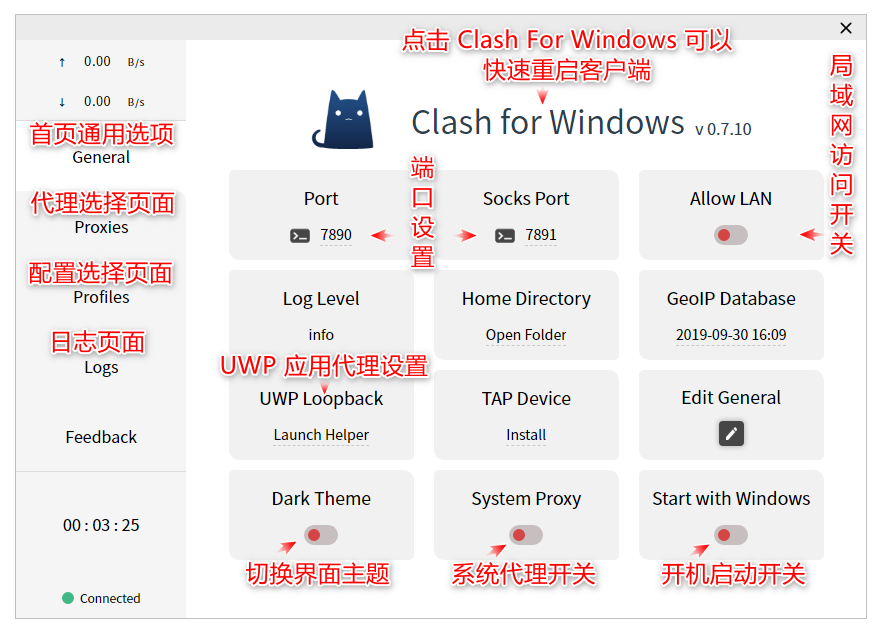 点击 Clash For Windows 可以
快速重启客户端
↑ 0.00 B/s
↓ 0.00 B/s
首页通用选项
General
代理选择页面
Proxies
配置选择页面
Profiles
日志页面
Logs
Feedback
00 : 03 : 25
Connected
Clash for Windows v 0.7.10
局域网访问开关
Port
7890
端口设置
Socks Port
7891
Allow LAN
Log Level
info
Home Directory
Open Folder
GeoIP Database
2019-09-30 16:09
UWP 应用代理设置
UWP Loopback
Launch Helper
TAP Device
Install
Edit General
Dark Theme
切换界面主题
System Proxy
系统代理开关
Start with Windows
开机启动开关